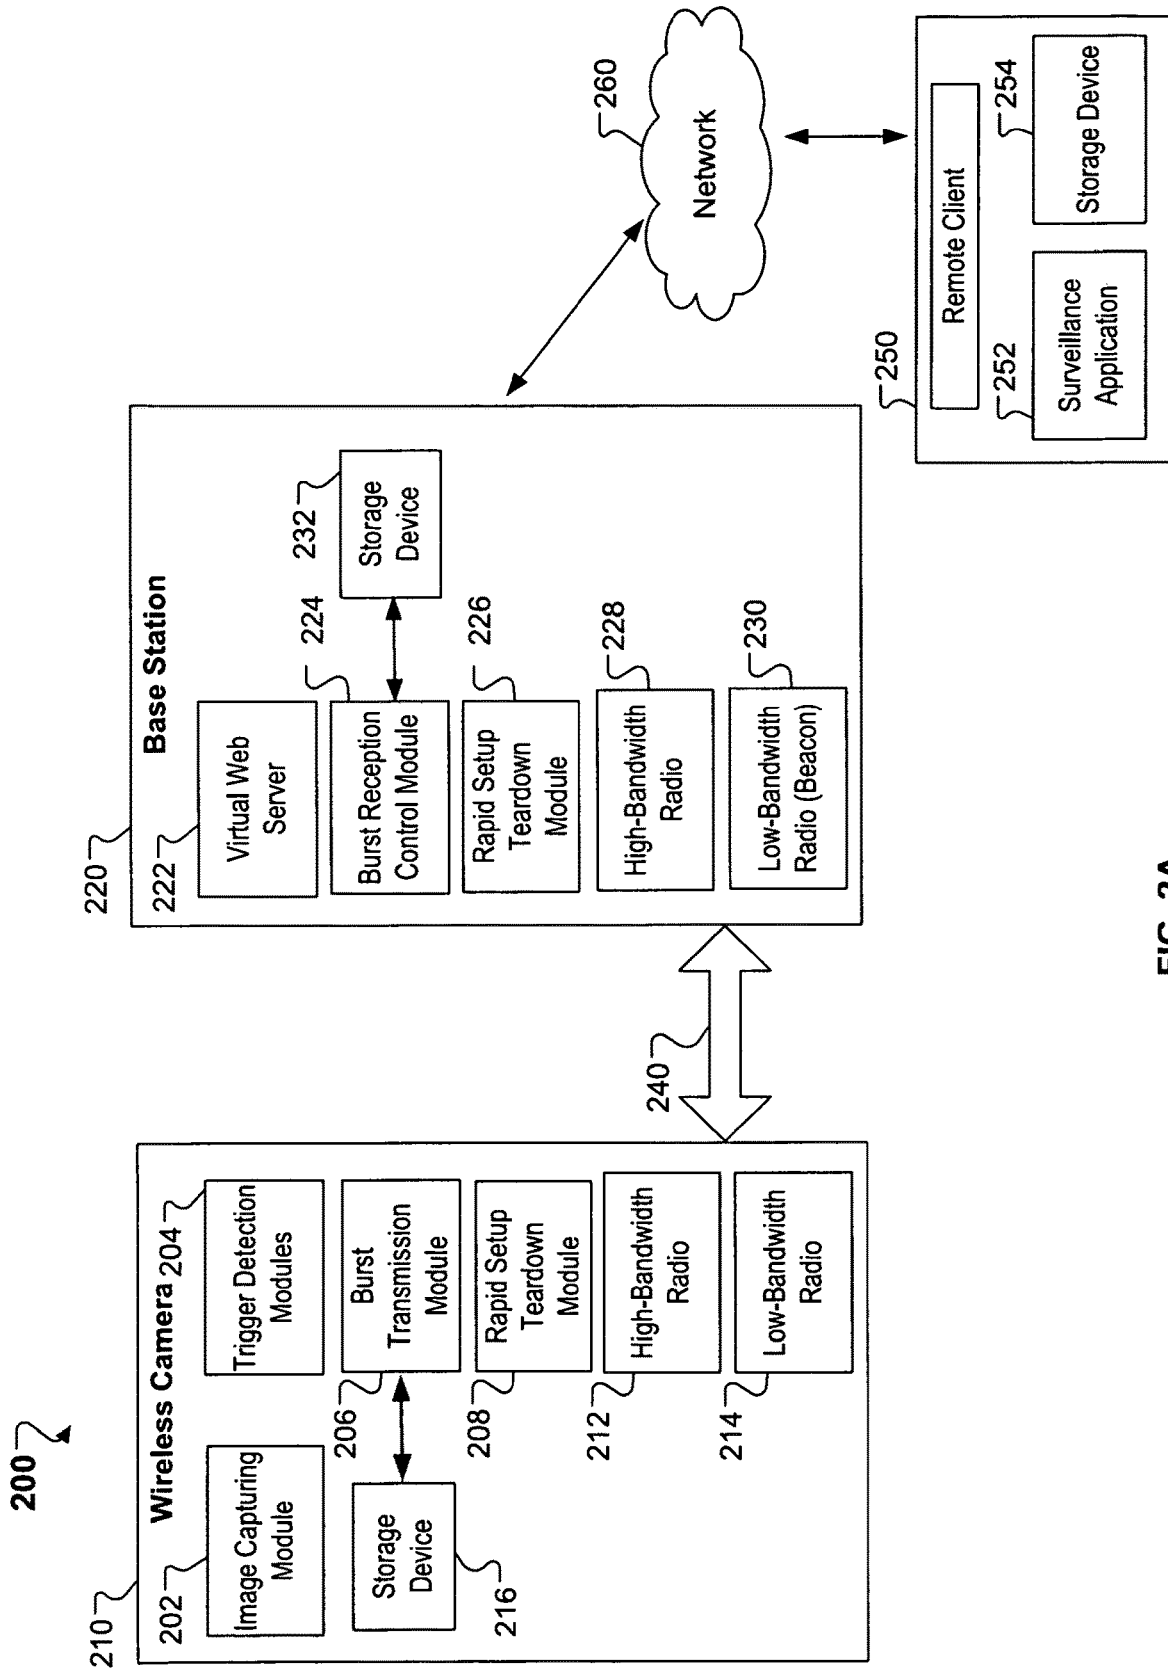 200
210
Wireless Camera
202
Image Capturing
Module
204
Trigger Detection
Modules
206
Burst
Transmission
Module
Storage
Device
216
208
Rapid Setup
Teardown
Module
212
High-Bandwidth
Radio
214
Low-Bandwidth
Radio
240
220
Base Station
222
Virtual Web
Server
224
Burst Reception
Control Module
232
Storage
Device
226
Rapid Setup
Teardown
Module
228
High-Bandwidth
Radio
230
Low-Bandwidth
Radio (Beacon)
260
Network
250
Remote Client
252
Surveillance
Application
254
Storage Device